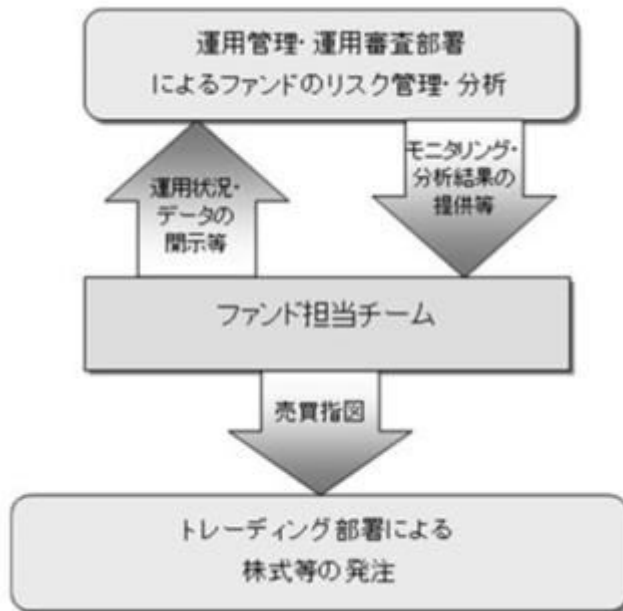 運用管理・運用審査部署
によるファンドのリスク管理・分析
運用状況・
データの
開示等
モニタリング・
分析結果の
提供等
ファンド担当チーム
売買指図
トレーディング部署による
株式等の発注